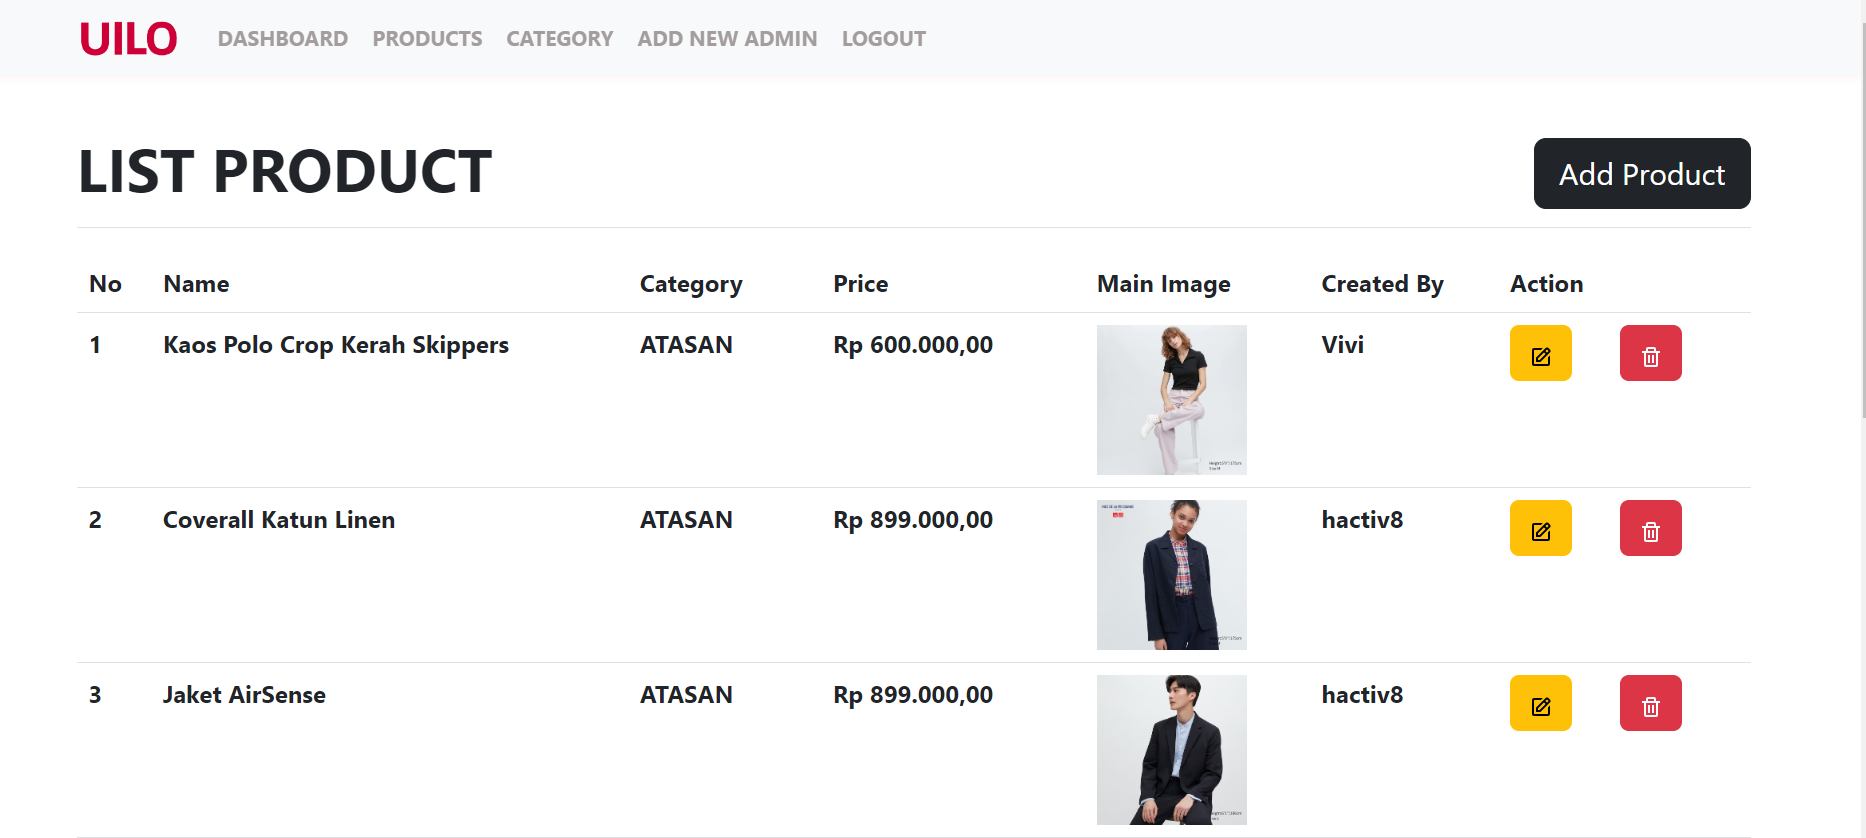 UILO DASHBOARD PRODUCTS CATEGORY ADD NEW ADMIN LOGOUT
LIST PRODUCT
Add Product
No Name Category Price Main Image Created By Action
1 Kaos Polo Crop Kerah Skippers ATASAN Rp 600.000,00 Vivi
2 Coverall Katun Linen ATASAN Rp 899.000,00 hactiv8
3 Jaket AirSense ATASAN Rp 899.000,00 hactiv8